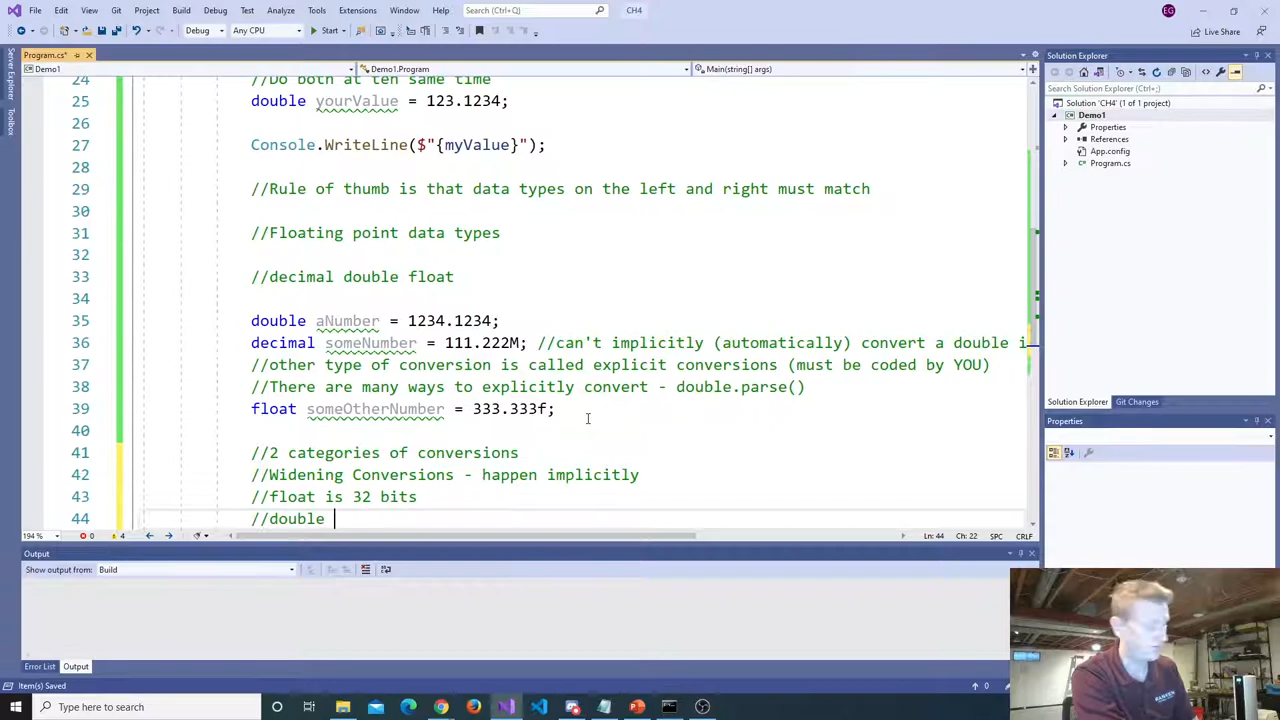 File Edit View Git Project Build Debug Test Analyze Tools Extensions Window Help Search (Ctrl+;) CH4 EG
Debug Any CPU Start Live Share
Server Explorer
Toolbox
Program.cs*
Demo1 Demo1.Program Main(string[] args)
24 //Do both at ten same time
25 double yourValue = 123.1234;
26
27 Console.WriteLine($"{myValue}");
28
29 //Rule of thumb is that data types on the left and right must match
30
31 //Floating point data types
32
33 //decimal double float
34
35 double aNumber = 1234.1234;
36 decimal someNumber = 111.222M; //can't implicitly (automatically) convert a double i
37 //other type of conversion is called explicit conversions (must be coded by YOU)
38 //There are many ways to explicitly convert - double.parse()
39 float someOtherNumber = 333.333f;
40
41 //2 categories of conversions
42 //Widening Conversions - happen implicitly
43 //float is 32 bits
44 //double
194 % 0 4 Ln: 44 Ch: 22 SPC CRLF
Solution Explorer
Search Solution Explorer (Ctrl+;)
Solution 'CH4' (1 of 1 project)
Demo1
Properties
References
App.config
Program.cs
Solution Explorer Git Changes
Properties
Output
Show output from: Build
Error List Output
Item(s) Saved 0
Type here to search
RANKEN